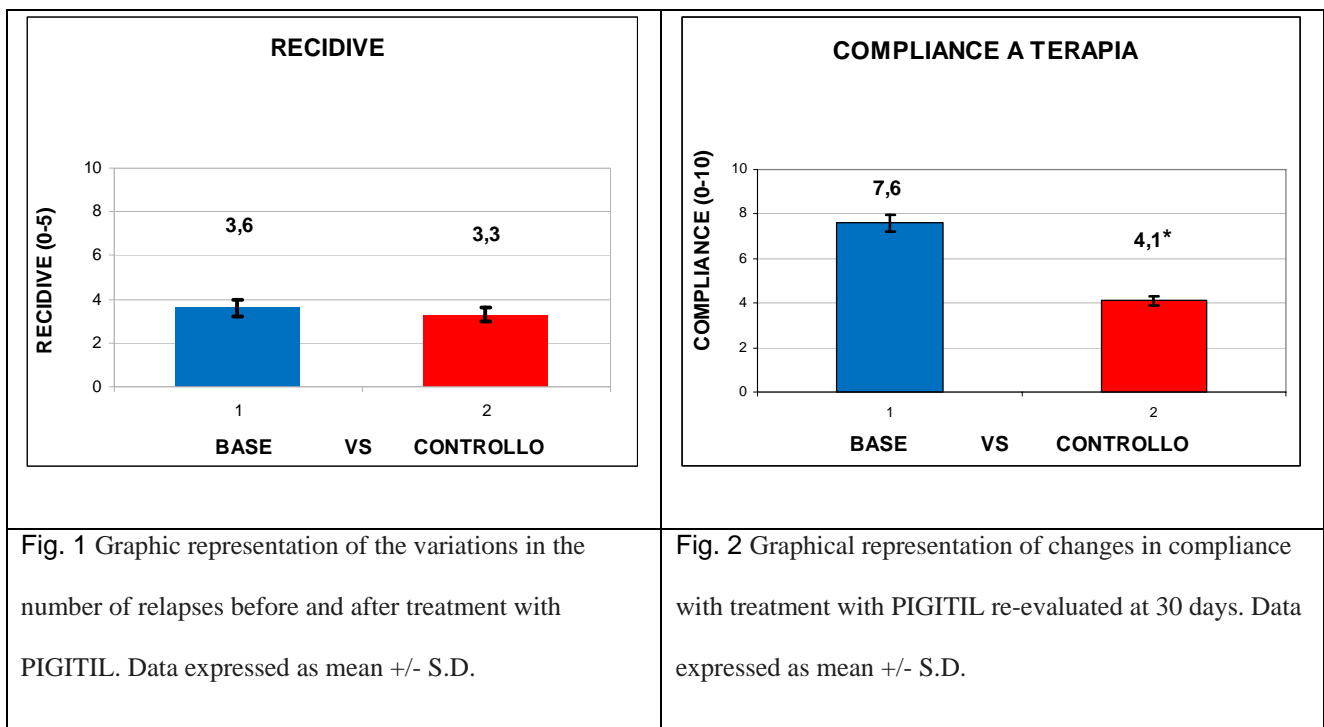 RECIDIVE
RECIDIVE (0-5)
10
8
6
4
2
0
3,6
3,3
1
2
BASE VS CONTROLLO
COMPLIANCE A TERAPIA
COMPLIANCE (0-10)
10
8
6
4
2
0
7,6
4,1*
1
2
BASE VS CONTROLLO
Fig. 1 Graphic representation of the variations in the
number of relapses before and after treatment with
PIGITIL. Data expressed as mean +/- S.D.
Fig. 2 Graphical representation of changes in compliance
with treatment with PIGITIL re-evaluated at 30 days. Data
expressed as mean +/- S.D.